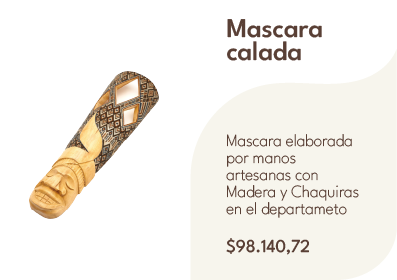 Mascara
calada
Mascara elaborada
por manos
artesanas con
Madera y Chaquiras
en el departameto
$98.140,72